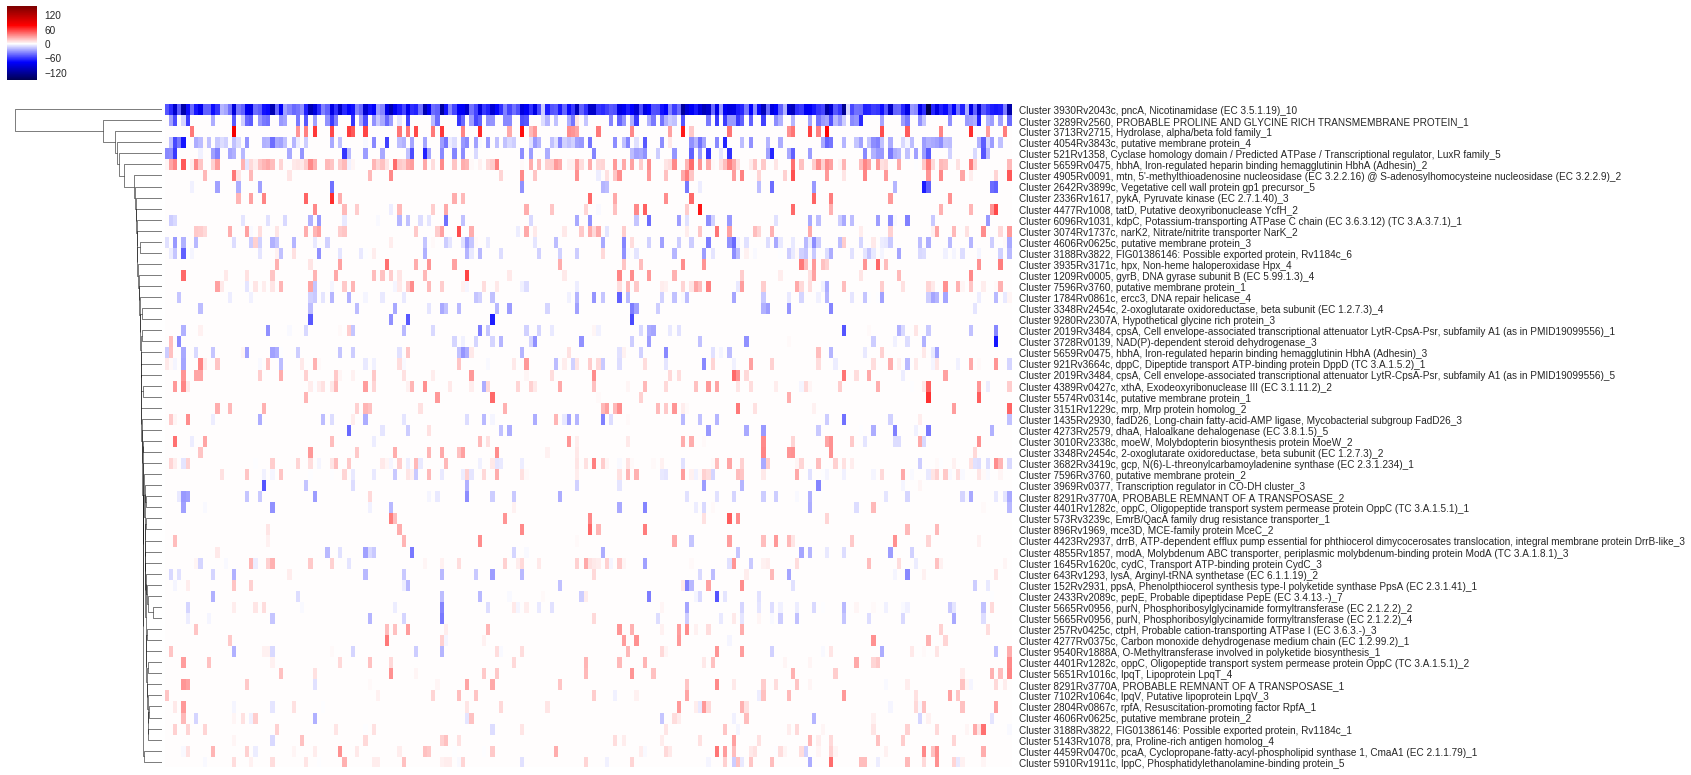 120
60
0
−60
−120
Cluster 3930Rv2043c, pncA, Nicotinamidase (EC 3.5.1.19)_10
Cluster 3289Rv2560, PROBABLE PROLINE AND GLYCINE RICH TRANSMEMBRANE PROTEIN_1
Cluster 3713Rv2715, Hydrolase, alpha/beta fold family_1
Cluster 4054Rv3843c, putative membrane protein_4
Cluster 521Rv1358, Cyclase homology domain / Predicted ATPase / Transcriptional regulator, LuxR family_5
Cluster 5659Rv0475, hbhA, Iron-regulated heparin binding hemagglutinin HbhA (Adhesin)_2
Cluster 4905Rv0091, mtn, 5'-methylthioadenosine nucleosidase (EC 3.2.2.16) @ S-adenosylhomocysteine nucleosidase (EC 3.2.2.9)_2
Cluster 2642Rv3899c, Vegetative cell wall protein gp1 precursor_5
Cluster 2336Rv1617, pykA, Pyruvate kinase (EC 2.7.1.40)_3
Cluster 4477Rv1008, tatD, Putative deoxyribonuclease YcfH_2
Cluster 6096Rv1031, kdpC, Potassium-transporting ATPase C chain (EC 3.6.3.12) (TC 3.A.3.7.1)_1
Cluster 3074Rv1737c, narK2, Nitrate/nitrite transporter NarK_2
Cluster 4606Rv0625c, putative membrane protein_3
Cluster 3188Rv3822, FIG01386146: Possible exported protein, Rv1184c_6
Cluster 3935Rv3171c, hpx, Non-heme haloperoxidase Hpx_4
Cluster 1209Rv0005, gyrB, DNA gyrase subunit B (EC 5.99.1.3)_4
Cluster 7596Rv3760, putative membrane protein_1
Cluster 1784Rv0861c, ercc3, DNA repair helicase_4
Cluster 3348Rv2454c, 2-oxoglutarate oxidoreductase, beta subunit (EC 1.2.7.3)_4
Cluster 9280Rv2307A, Hypothetical glycine rich protein_3
Cluster 2019Rv3484, cpsA, Cell envelope-associated transcriptional attenuator LytR-CpsA-Psr, subfamily A1 (as in PMID19099556)_1
Cluster 3728Rv0139, NAD(P)-dependent steroid dehydrogenase_3
Cluster 5659Rv0475, hbhA, Iron-regulated heparin binding hemagglutinin HbhA (Adhesin)_3
Cluster 921Rv3664c, dppC, Dipeptide transport ATP-binding protein DppD (TC 3.A.1.5.2)_1
Cluster 2019Rv3484, cpsA, Cell envelope-associated transcriptional attenuator LytR-CpsA-Psr, subfamily A1 (as in PMID19099556)_5
Cluster 4389Rv0427c, xthA, Exodeoxyribonuclease III (EC 3.1.11.2)_2
Cluster 5574Rv0314c, putative membrane protein_1
Cluster 3151Rv1229c, mrp, Mrp protein homolog_2
Cluster 1435Rv2930, fadD26, Long-chain fatty-acid-AMP ligase, Mycobacterial subgroup FadD26_3
Cluster 4273Rv2579, dhaA, Haloalkane dehalogenase (EC 3.8.1.5)_5
Cluster 3010Rv2338c, moeW, Molybdopterin biosynthesis protein MoeW_2
Cluster 3348Rv2454c, 2-oxoglutarate oxidoreductase, beta subunit (EC 1.2.7.3)_2
Cluster 3682Rv3419c, gcp, N(6)-L-threonylcarbamoyladenine synthase (EC 2.3.1.234)_1
Cluster 7596Rv3760, putative membrane protein_2
Cluster 3969Rv0377, Transcription regulator in CO-DH cluster_3
Cluster 8291Rv3770A, PROBABLE REMNANT OF A TRANSPOSASE_2
Cluster 4401Rv1282c, oppC, Oligopeptide transport system permease protein OppC (TC 3.A.1.5.1)_1
Cluster 573Rv3239c, EmrB/QacA family drug resistance transporter_1
Cluster 896Rv1969, mce3D, MCE-family protein MceC_2
Cluster 4423Rv2937, drrB, ATP-dependent efflux pump essential for phthiocerol dimycocerosates translocation, integral membrane protein DrrB-like_3
Cluster 4855Rv1857, modA, Molybdenum ABC transporter, periplasmic molybdenum-binding protein ModA (TC 3.A.1.8.1)_3
Cluster 1645Rv1620c, cydC, Transport ATP-binding protein CydC_3
Cluster 643Rv1293, lysA, Arginyl-tRNA synthetase (EC 6.1.1.19)_2
Cluster 152Rv2931, ppsA, Phenolpthiocerol synthesis type-I polyketide synthase PpsA (EC 2.3.1.41)_1
Cluster 2433Rv2089c, pepE, Probable dipeptidase PepE (EC 3.4.13.-)_7
Cluster 5665Rv0956, purN, Phosphoribosylglycinamide formyltransferase (EC 2.1.2.2)_2
Cluster 5665Rv0956, purN, Phosphoribosylglycinamide formyltransferase (EC 2.1.2.2)_4
Cluster 257Rv0425c, ctpH, Probable cation-transporting ATPase I (EC 3.6.3.-)_3
Cluster 4277Rv0375c, Carbon monoxide dehydrogenase medium chain (EC 1.2.99.2)_1
Cluster 9540Rv1888A, O-Methyltransferase involved in polyketide biosynthesis_1
Cluster 4401Rv1282c, oppC, Oligopeptide transport system permease protein OppC (TC 3.A.1.5.1)_2
Cluster 5651Rv1016c, lpqT, Lipoprotein LpqT_4
Cluster 8291Rv3770A, PROBABLE REMNANT OF A TRANSPOSASE_1
Cluster 7102Rv1064c, lpqV, Putative lipoprotein LpqV_3
Cluster 2804Rv0867c, rpfA, Resuscitation-promoting factor RpfA_1
Cluster 4606Rv0625c, putative membrane protein_2
Cluster 3188Rv3822, FIG01386146: Possible exported protein, Rv1184c_1
Cluster 5143Rv1078, pra, Proline-rich antigen homolog_4
Cluster 4459Rv0470c, pcaA, Cyclopropane-fatty-acyl-phospholipid synthase 1, CmaA1 (EC 2.1.1.79)_1
Cluster 5910Rv1911c, lppC, Phosphatidylethanolamine-binding protein_5